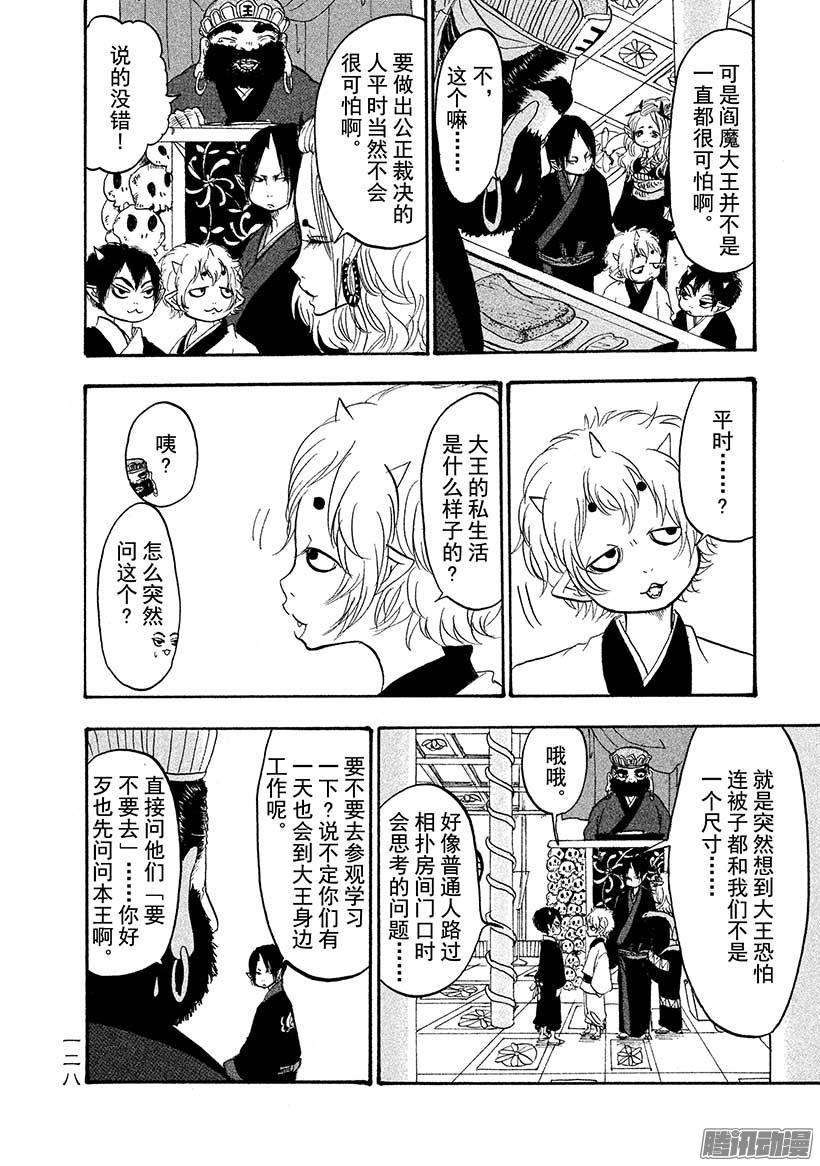 可是阎魔大王并不是
一直都很可怕啊。
不，
这个嘛……
要做出公正裁决的
人平时当然不会
很可怕啊。
说的没错！
王
平时……？
大王的私生活
是什么样子的？
咦？
怎么突然
问这个？
就是突然想到大王恐怕
连被子都和我们不是
一个尺寸……
哦哦。
好像普通人路过
相扑房间门口时
会思考的问题……
要不要去参观学习
一下？说不定你们有
一天也会到大王身边
工作呢。
直接问他们「要
不要去」……你好
歹也先问问本王啊。
一二八
腾讯动漫